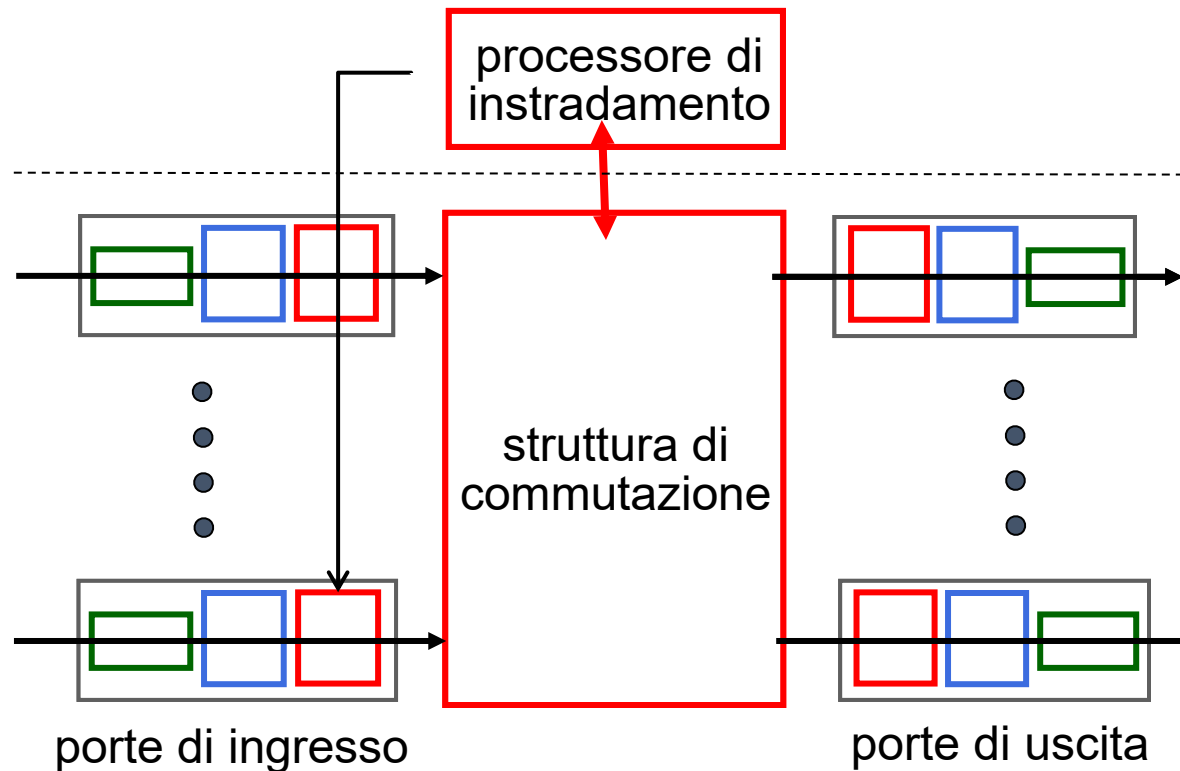 processore di
instradamento
struttura di
commutazione
porte di ingresso
porte di uscita